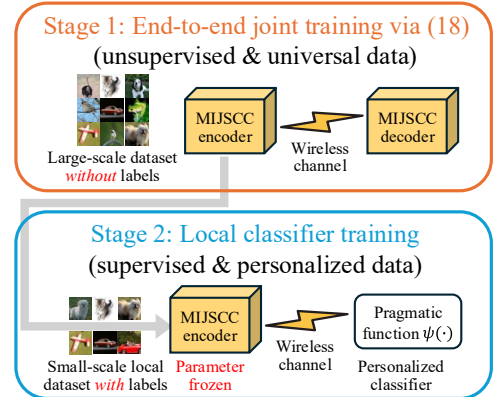 Stage 1: End-to-end joint training via (18)
(unsupervised & universal data)
MIJSCC
encoder
MIJSCC
decoder
Wireless
channel
Large-scale dataset
without labels
Stage 2: Local classifier training
(supervised & personalized data)
MIJSCC
encoder
Pragmatic
function ψ(·)
Wireless
channel
Small-scale local
dataset with labels
Parameter
frozen
Personalized
classifier